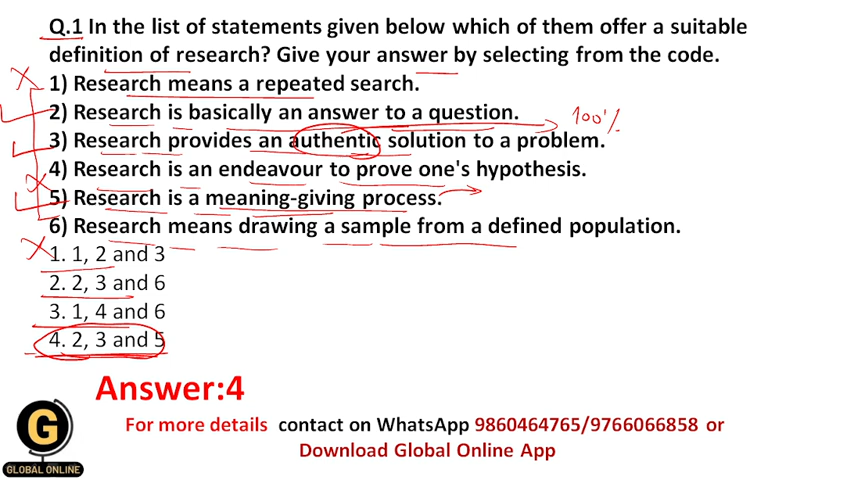 Q.1 In the list of statements given below which of them offer a suitable
definition of research? Give your answer by selecting from the code.
1) Research means a repeated search.
2) Research is basically an answer to a question.
100%
3) Research provides an authentic solution to a problem.
4) Research is an endeavour to prove one's hypothesis.
5) Research is a meaning-giving process.
6) Research means drawing a sample from a defined population.
1. 1, 2 and 3
2. 2, 3 and 6
3. 1, 4 and 6
4. 2, 3 and 5
Answer:4
For more details contact on WhatsApp 9860464765/9766066858 or
Download Global Online App
G
GLOBAL ONLINE